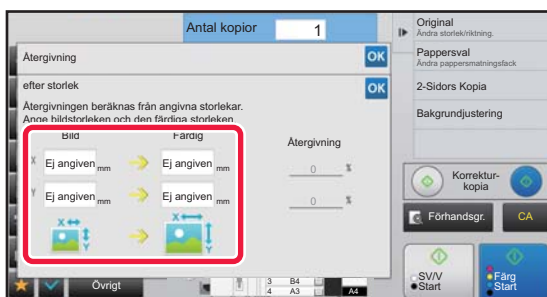 Antal kopior 1
Återgivning OK
efter storlek OK
Återgivningen beräknas från angivna storlekar.
Ange bildstorleken och den färdiga storleken.
Bild Färdig
Återgivning
X Ej angiven mm Ej angiven mm 0 %
Y Ej angiven mm Ej angiven mm 0 %
X Y X Y
Övrigt
3 B4
4 A3
A4
Original
Ändra storlek/riktning.
Pappersval
Ändra pappersmatningsfack
2-Sidors Kopia
Bakgrundjustering
Korrektur-
kopia
Förhandsgr. CA
SV/V
Start
Färg
Start